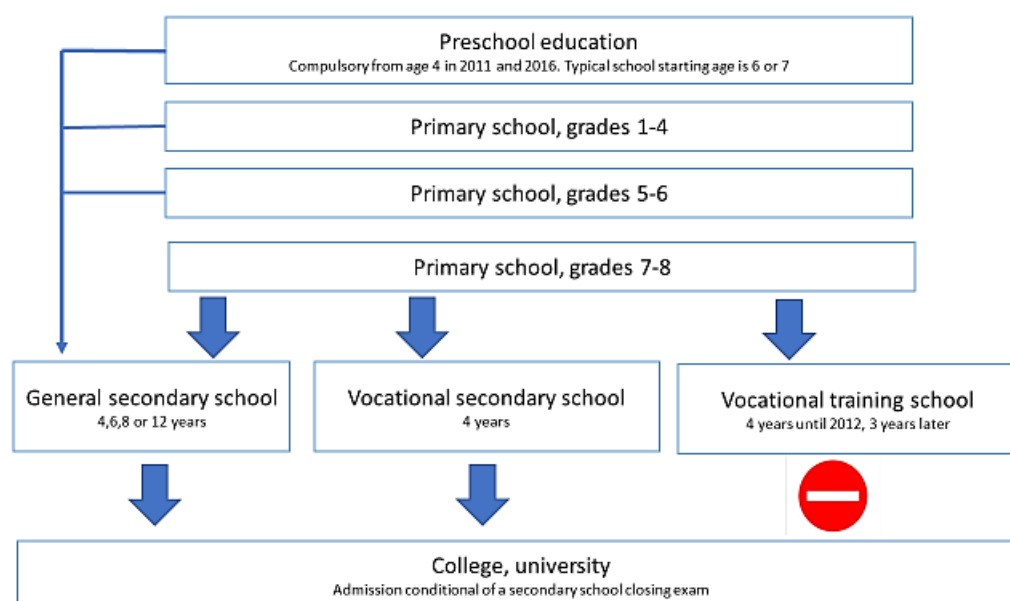 Preschool education
Compulsory from age 4 in 2011 and 2016. Typical school starting age is 6 or 7
Primary school, grades 1-4
Primary school, grades 5-6
Primary school, grades 7-8
General secondary school
4,6,8 or 12 years
Vocational secondary school
4 years
Vocational training school
4 years until 2012, 3 years later
College, university
Admission conditional of a secondary school closing exam